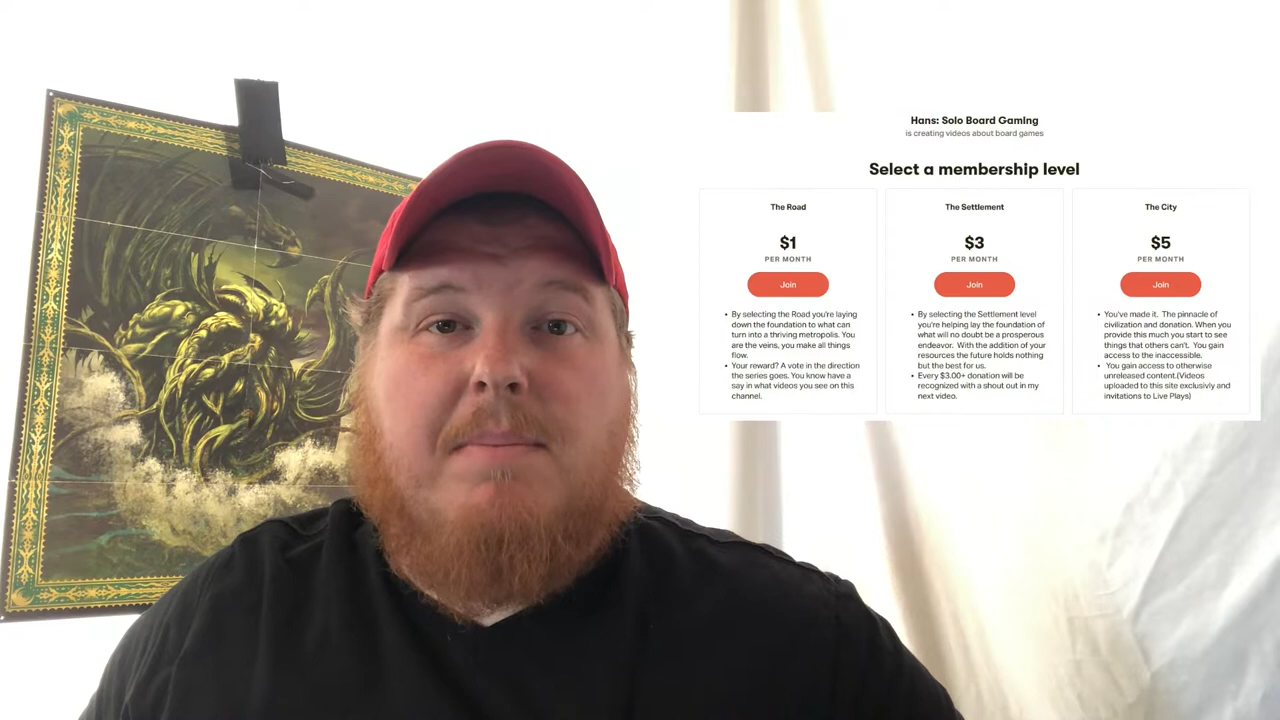 Hans: Solo Board Gaming
is creating videos about board games
Select a membership level
The Road
$1
PER MONTH
Join
• By selecting the Road you're laying
down the foundation to what can
turn into a thriving metropolis. You
are the veins, you make all things
flow.
• Your reward? A vote in the direction
the series goes. You know have a
say in what videos you see on this
channel.
The Settlement
$3
PER MONTH
Join
• By selecting the Settlement level
you're helping lay the foundation of
what will no doubt be a prosperous
endeavor. With the addition of your
resources the future holds nothing
but the best for us.
• Every $3.00+ donation will be
recognized with a shout out in my
next video.
The City
$5
PER MONTH
Join
• You've made it. The pinnacle of
civilization and donation. When you
provide this much you start to see
things that others can't. You gain
access to the inaccessible.
• You gain access to otherwise
unreleased content.(Videos
uploaded to this site exclusivly and
invitations to Live Plays)